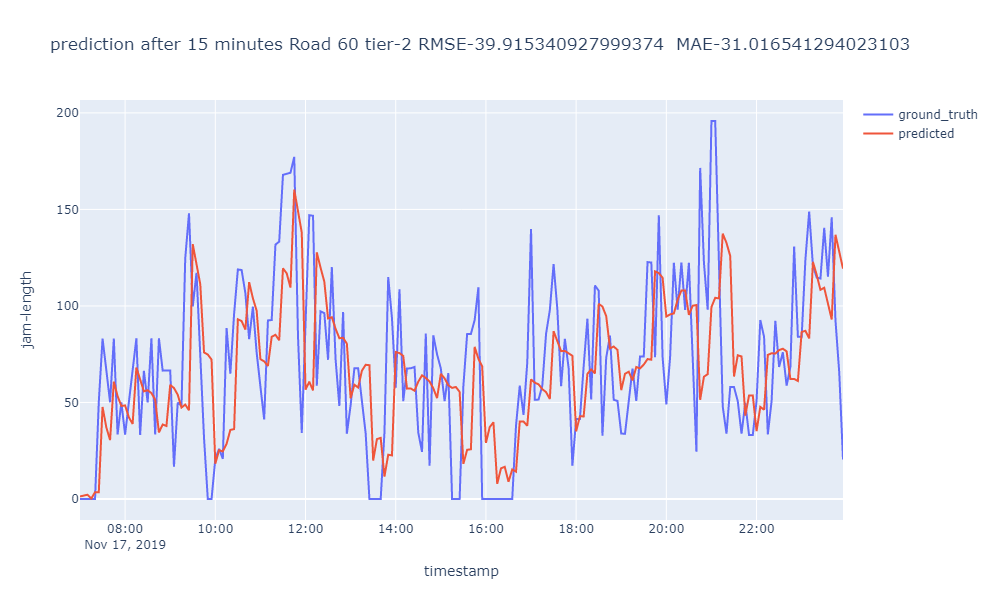 prediction after 15 minutes Road 60 tier-2 RMSE-39.915340927999374  MAE-31.016541294023103
200
150
100
50
0
jam-length
08:00 10:00 12:00 14:00 16:00 18:00 20:00 22:00
Nov 17, 2019
timestamp
ground_truth
predicted